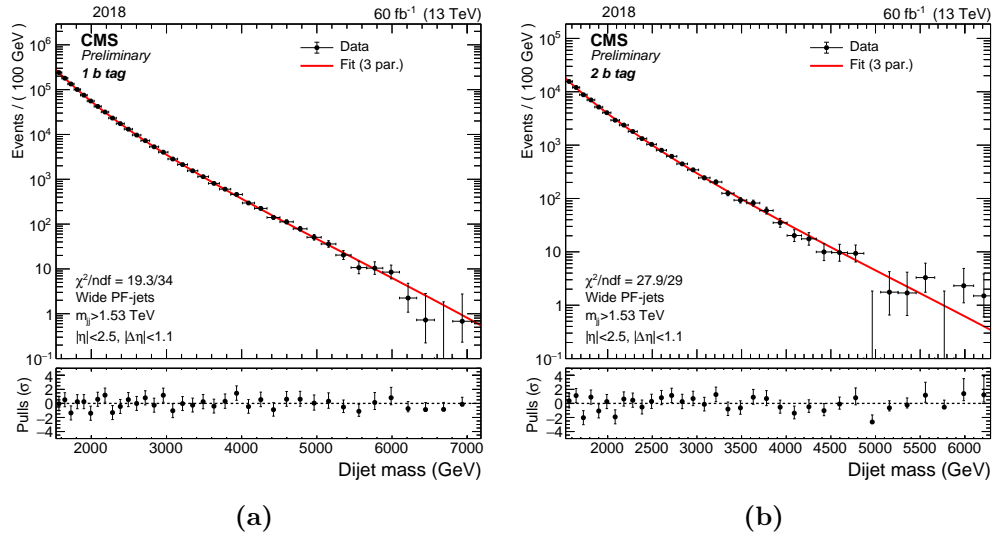 2018 60 fb⁻¹ (13 TeV)
CMS
Preliminary
1 b tag
Data
Fit (3 par.)
Events / ( 100 GeV )
10⁶
10⁵
10⁴
10³
10²
10
1
10⁻¹
χ²/ndf = 19.3/34
Wide PF-jets
m_jj>1.53 TeV
|η|<2.5, |Δη|<1.1
Pulls (σ)
4
2
0
−2
−4
2000 3000 4000 5000 6000 7000
Dijet mass (GeV)
(a)
2018 60 fb⁻¹ (13 TeV)
CMS
Preliminary
2 b tag
Data
Fit (3 par.)
Events / ( 100 GeV )
10⁵
10⁴
10³
10²
10
1
10⁻¹
χ²/ndf = 27.9/29
Wide PF-jets
m_jj>1.53 TeV
|η|<2.5, |Δη|<1.1
Pulls (σ)
4
2
0
−2
−4
2000 2500 3000 3500 4000 4500 5000 5500 6000
Dijet mass (GeV)
(b)